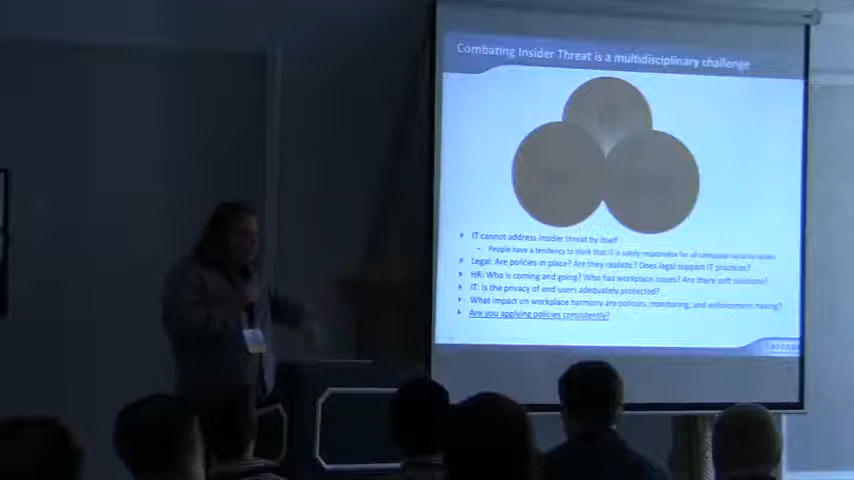 Combating Insider Threat is a multidisciplinary challenge
IT cannot address insider threat by itself
– People have a tendency to think that IT is solely responsible for all
Legal: Are policies in place? Are they realistic? Does legal support IT practices?
HR: Who is coming and going? Who has workplace issues? Are there soft solutions?
IT: Is the privacy of end users adequately protected?
What impact on workplace harmony are policies, monitoring, and enforcement having?
Are you applying policies consistently?